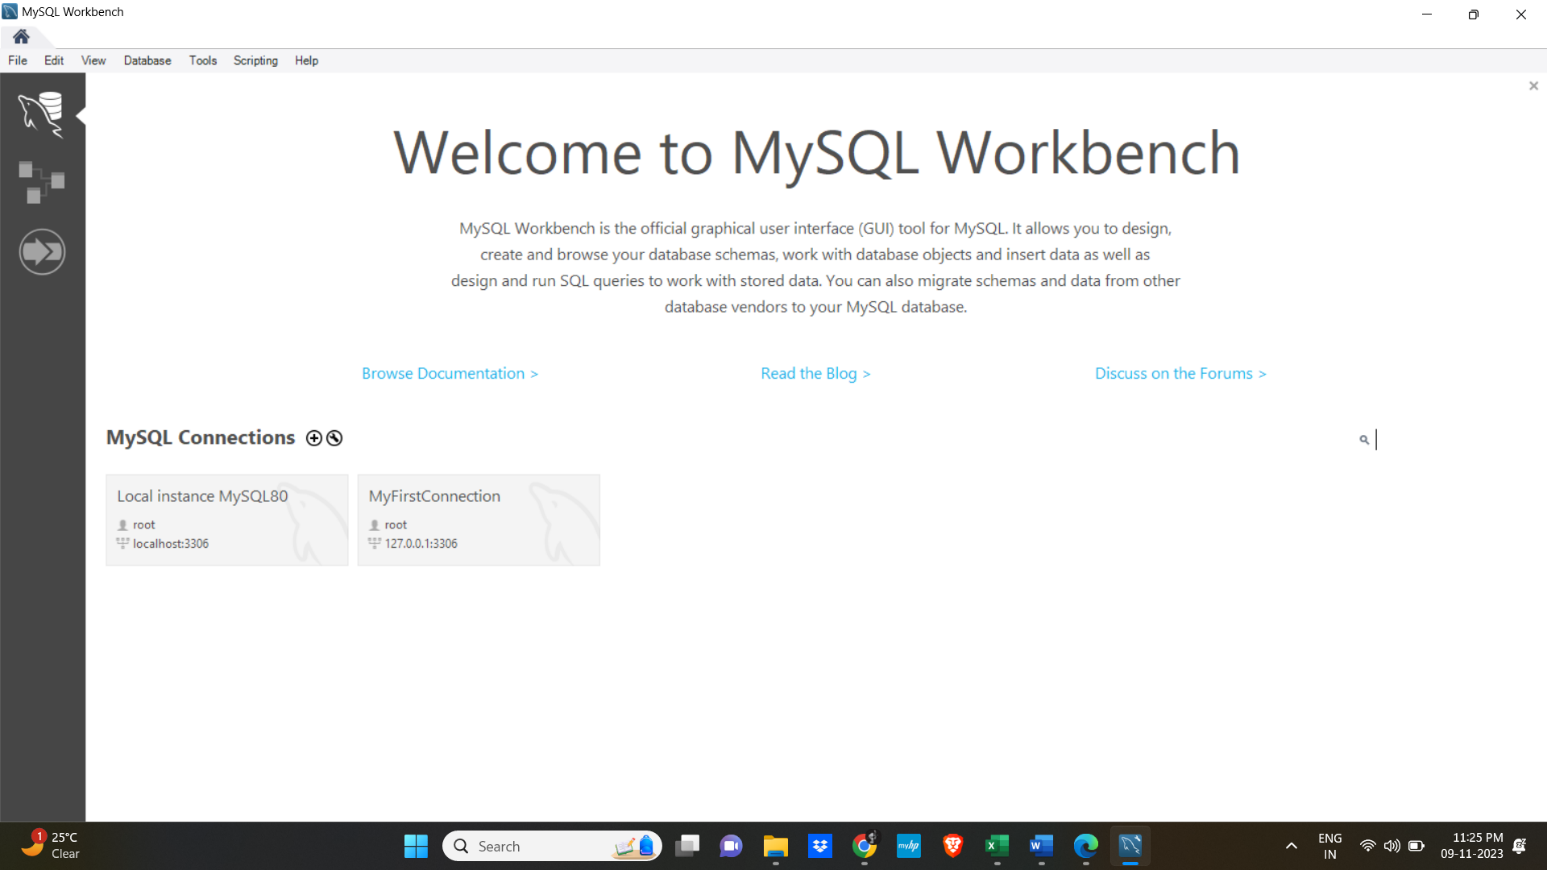 MySQL Workbench
File Edit View Database Tools Scripting Help
Welcome to MySQL Workbench
MySQL Workbench is the official graphical user interface (GUI) tool for MySQL. It allows you to design,
create and browse your database schemas, work with database objects and insert data as well as
design and run SQL queries to work with stored data. You can also migrate schemas and data from other
database vendors to your MySQL database.
Browse Documentation > Read the Blog > Discuss on the Forums >
MySQL Connections
Local instance MySQL80
root
localhost:3306
MyFirstConnection
root
127.0.0.1:3306
1
25°C
Clear
Search
myhp
ENG
IN
11:25 PM
09-11-2023